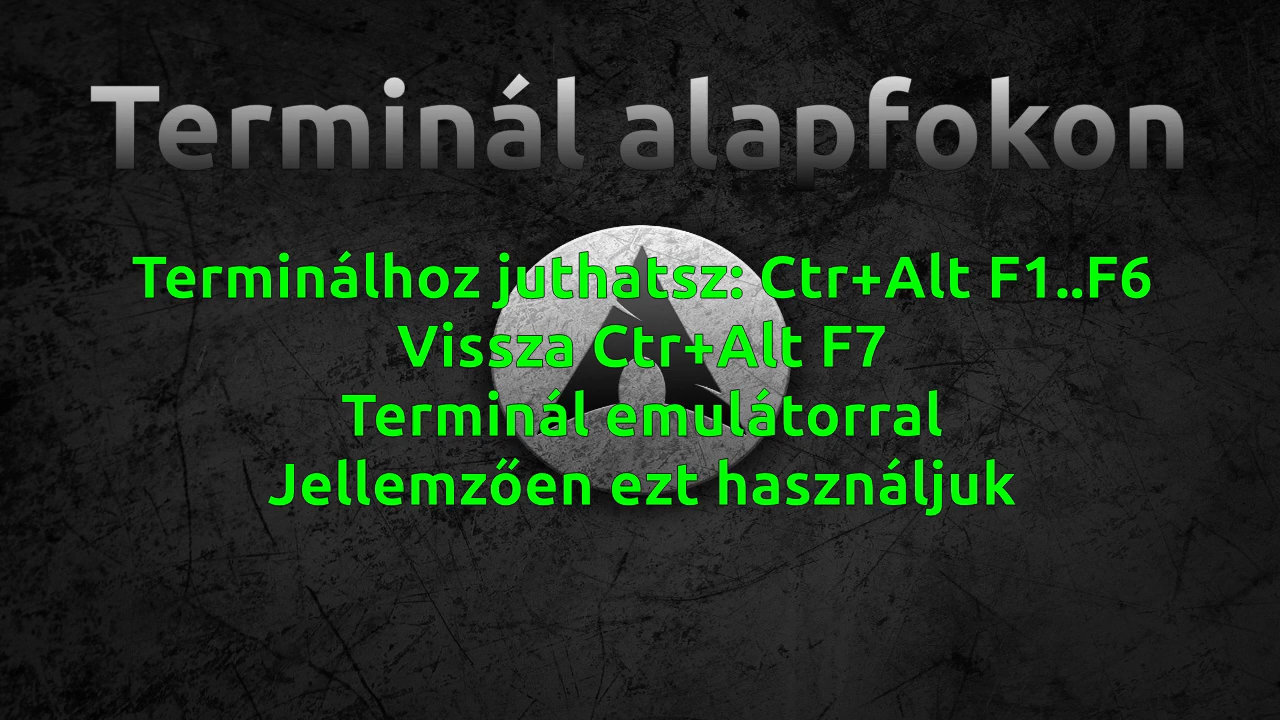 Terminál alapfokon
Terminálhoz juthatsz: Ctr+Alt F1..F6
Vissza Ctr+Alt F7
Terminál emulátorral
Jellemzően ezt használjuk